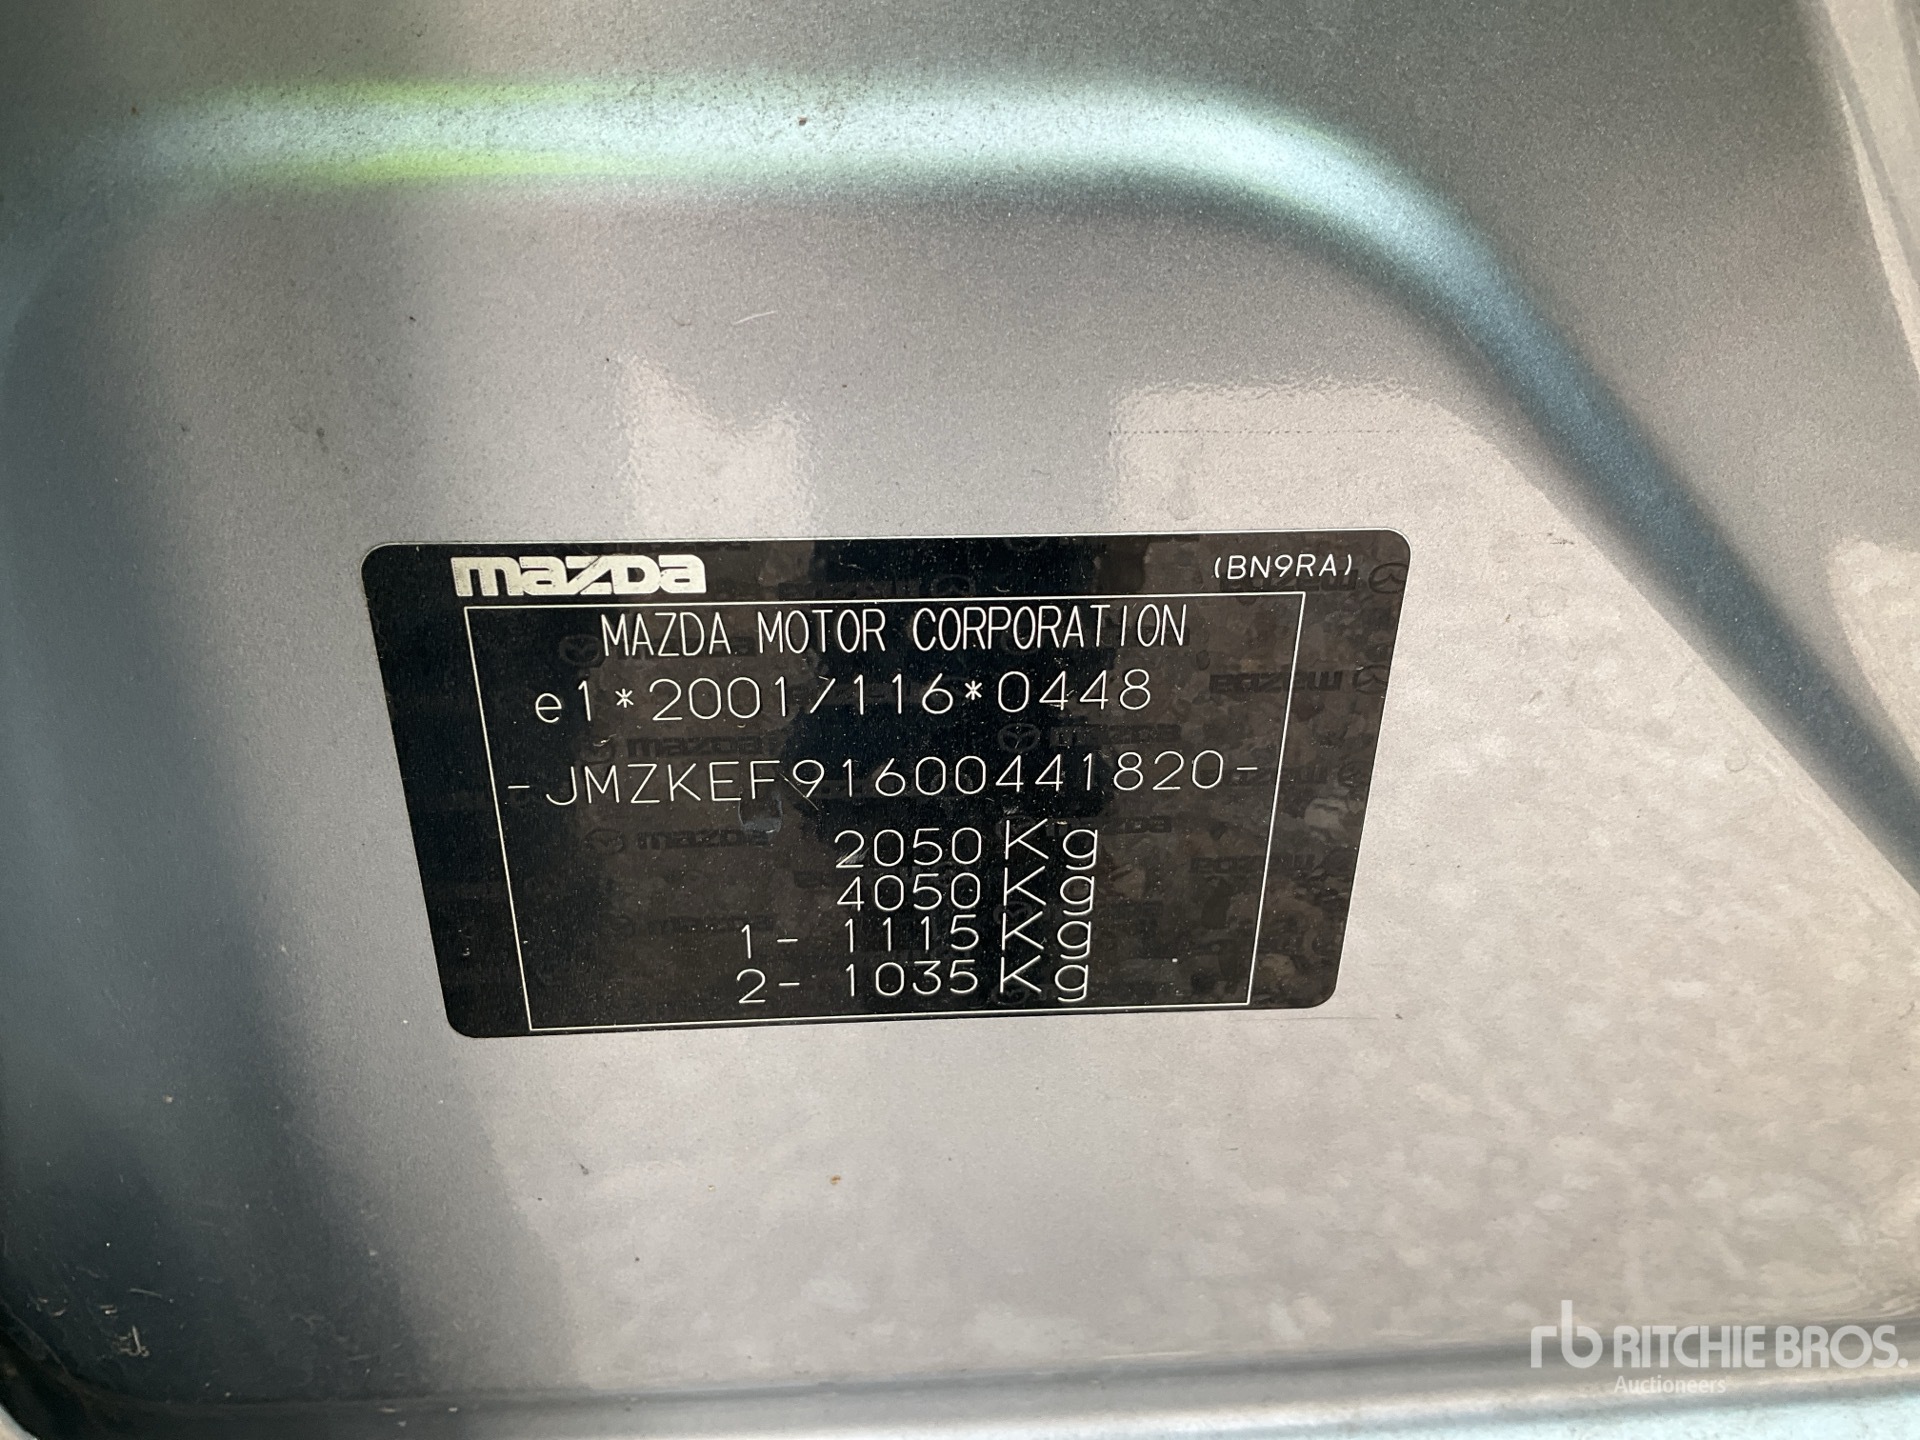 mazda (BN9RA)
MAZDA MOTOR CORPORATION
e1*2001/116*0448
-JMZKEF91600441820-
2050Kg
4050Kg
1- 1115Kg
2- 1035Kg
rb RITCHIE BROS.
Auctioneers